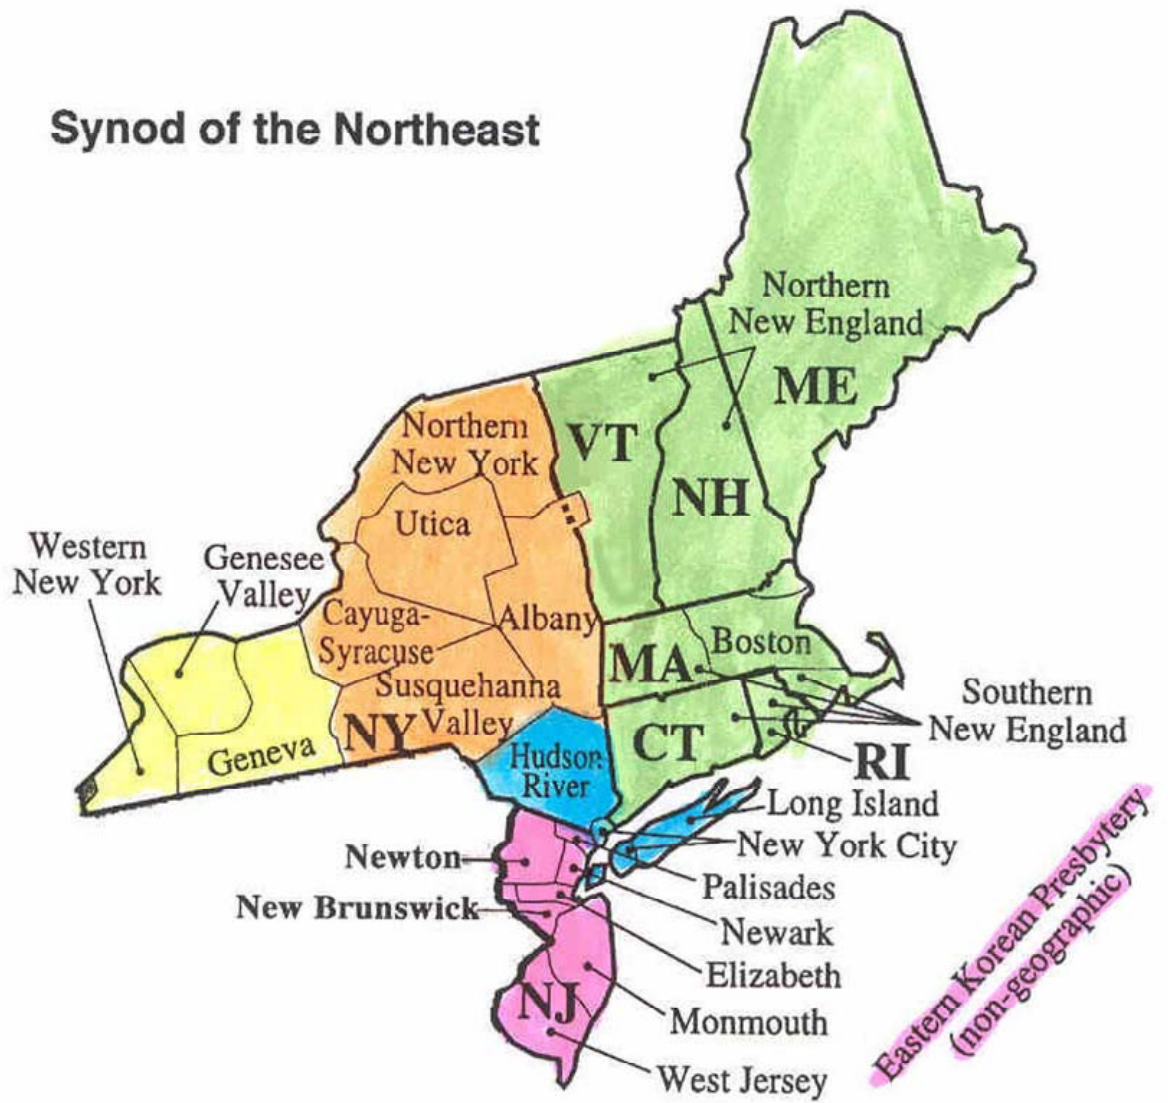 Synod of the Northeast
Northern
New England
ME
VT
NH
Northern
New York
Utica
Western
New York
Genesee
Valley
Cayuga-
Syracuse
Albany
Susquehanna
Valley
NY
Geneva
MA
Boston
CT
RI
Southern
New England
Hudson
River
Long Island
New York City
Palisades
Newton
New Brunswick
Newark
Elizabeth
Monmouth
NJ
West Jersey
Eastern Korean Presbytery
(non-geographic)